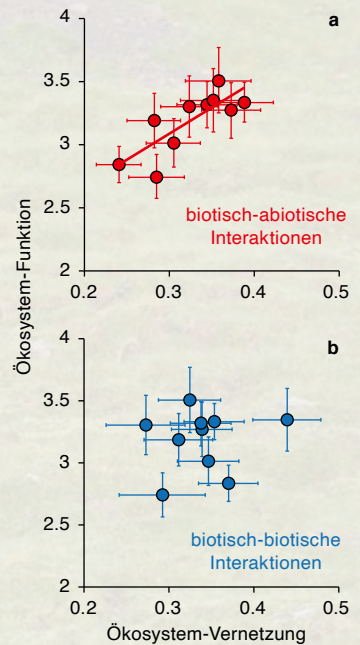 a
4
3.5
3
2.5
2
0.2
0.3
0.4
0.5
biotisch-abiotische
Interaktionen
Ökosystem-Funktion
b
4
3.5
3
2.5
2
0.2
0.3
0.4
0.5
biotisch-biotische
Interaktionen
Ökosystem-Vernetzung